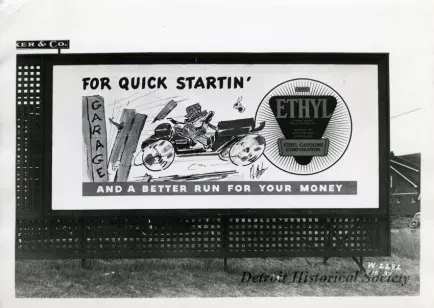 KER & Co.
FOR QUICK STARTIN'
GARAGE
ETHYL
ETHYL GASOLINE
CORPORATION
AND A BETTER RUN FOR YOUR MONEY
Detroit Historical Society